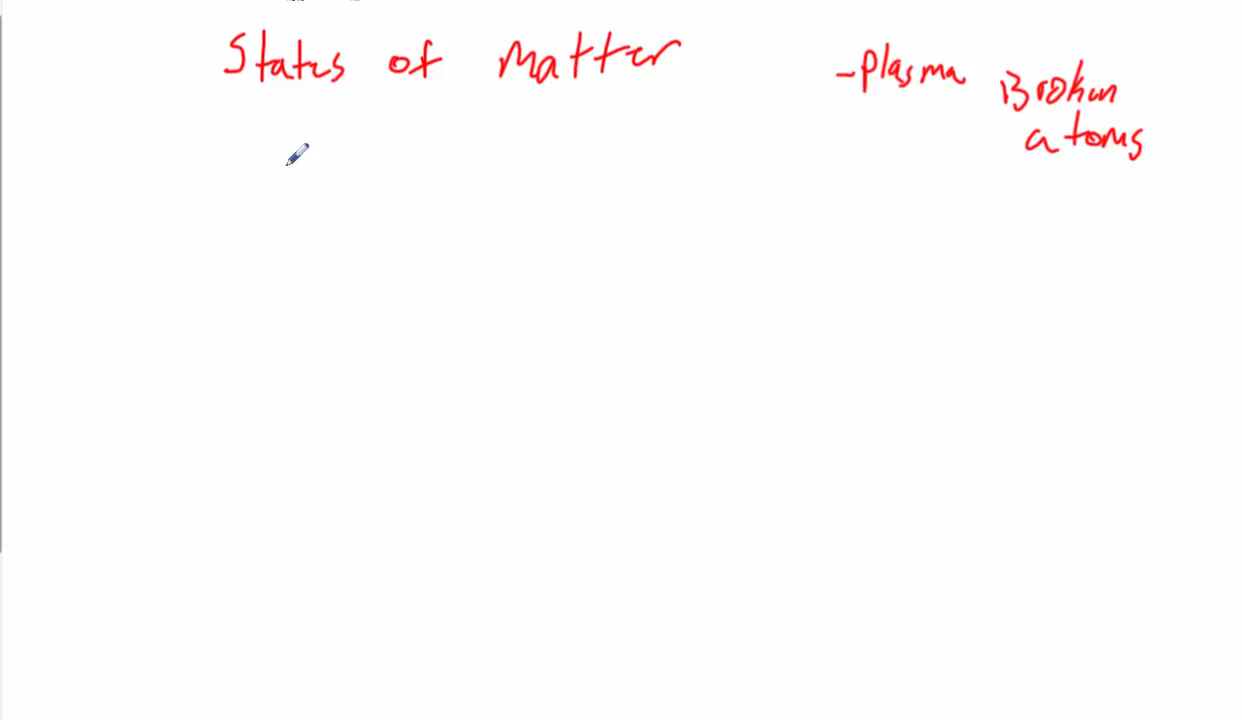 States of Matter
-Plasma Broken
atoms